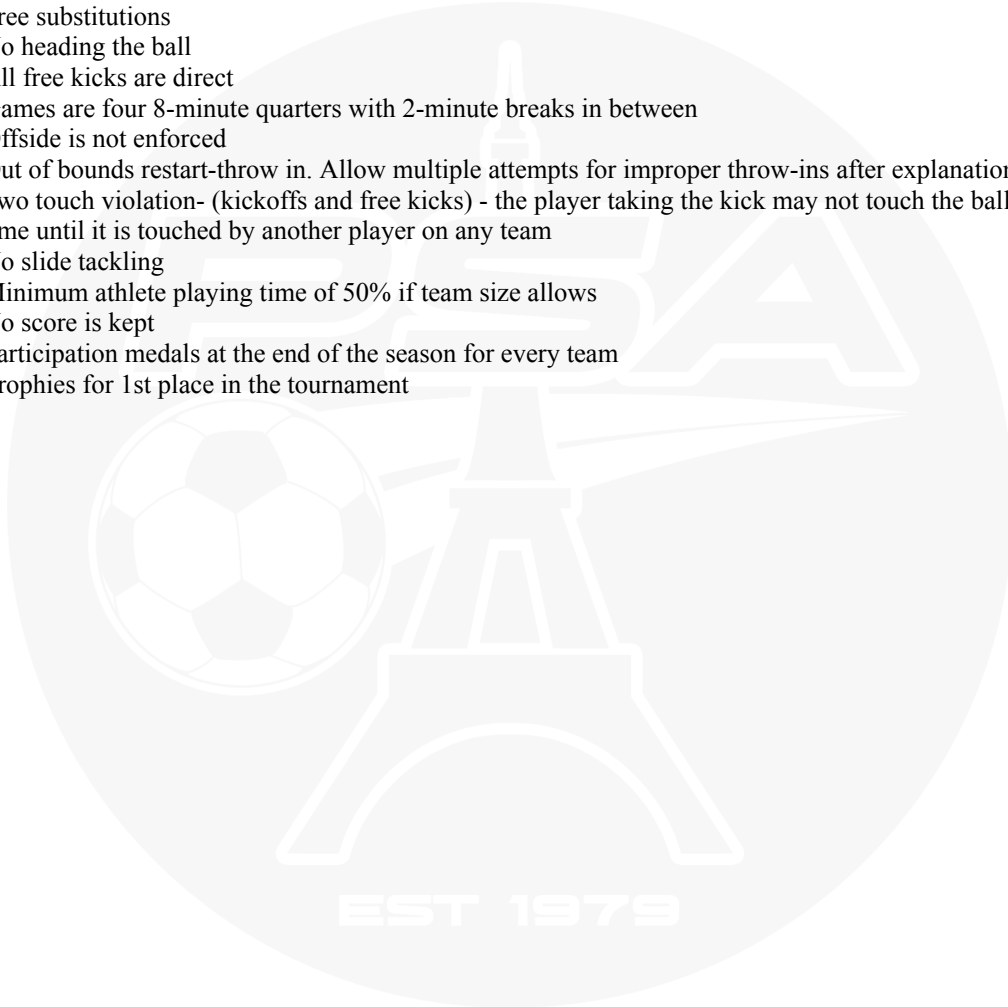 ree substitutions
o heading the ball
ll free kicks are direct
ames are four 8-minute quarters with 2-minute breaks in between
ffside is not enforced
ut of bounds restart-throw in. Allow multiple attempts for improper throw-ins after explanation
wo touch violation- (kickoffs and free kicks) - the player taking the kick may not touch the ball
me until it is touched by another player on any team
o slide tackling
inimum athlete playing time of 50% if team size allows
o score is kept
articipation medals at the end of the season for every team
rophies for 1st place in the tournament
PSA
EST 1979